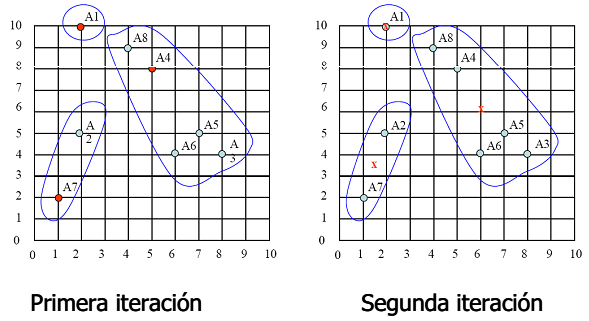 10 A1
9 A8
8 A4
7
6
5 A 2 A5
4 A6 A 3
3
2 A7
1
0
0 1 2 3 4 5 6 7 8 9 10
Primera iteración
10 A1 x
9 A8
8 A4
7
6 x
5 A2 A5
4 A6 A3
3 x
2 A7
1
0
0 1 2 3 4 5 6 7 8 9 10
Segunda iteración